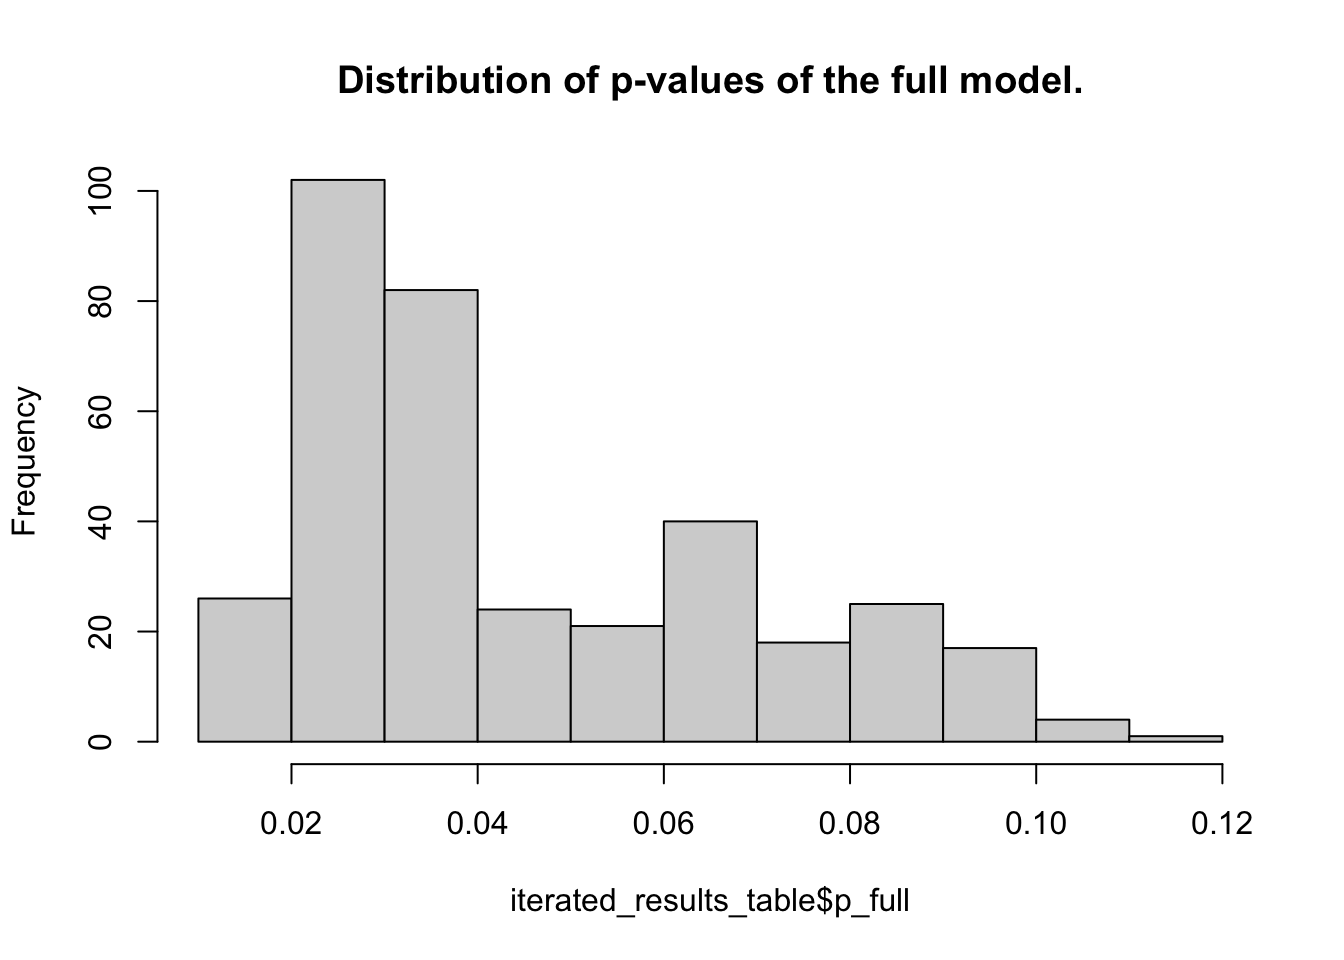 Distribution of p-values of the full model.
Frequency
100
80
60
40
20
0
0.02 0.04 0.06 0.08 0.10 0.12
iterated_results_table$p_full